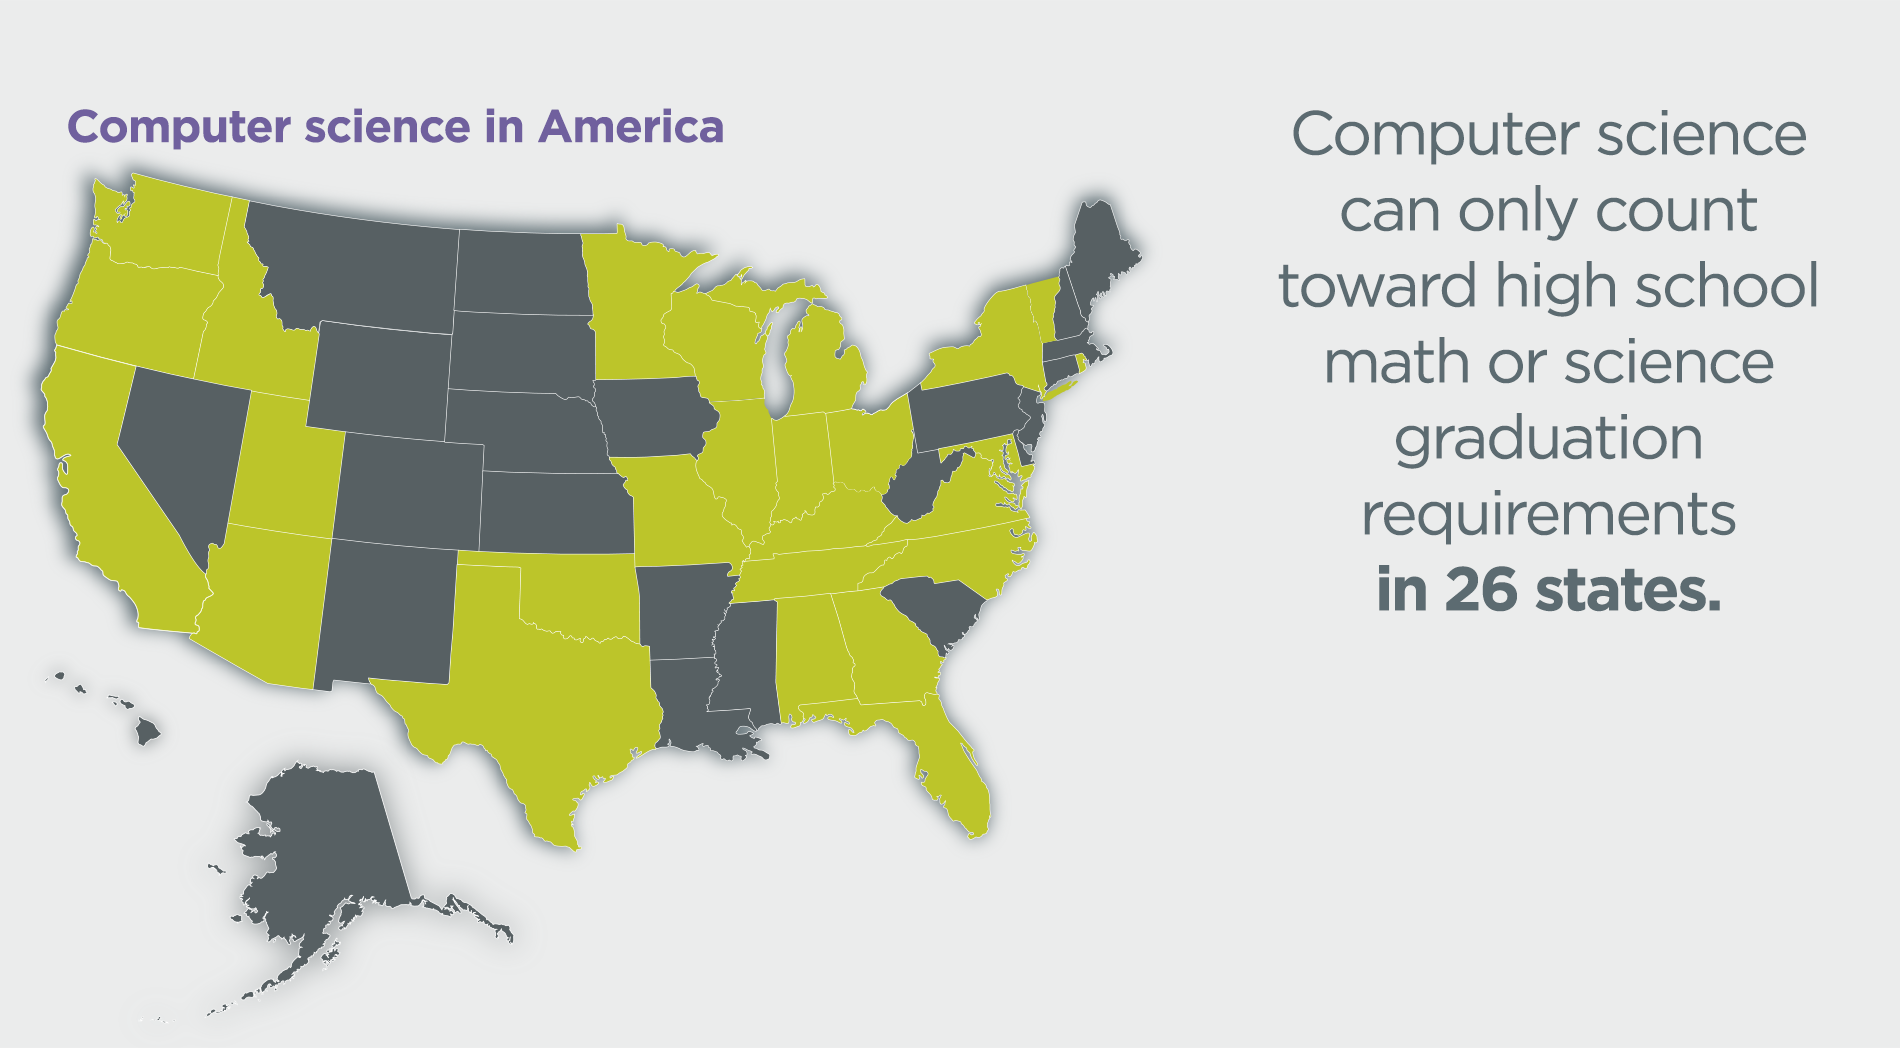 Computer science in America
Computer science
can only count
toward high school
math or science
graduation
requirements
in 26 states.